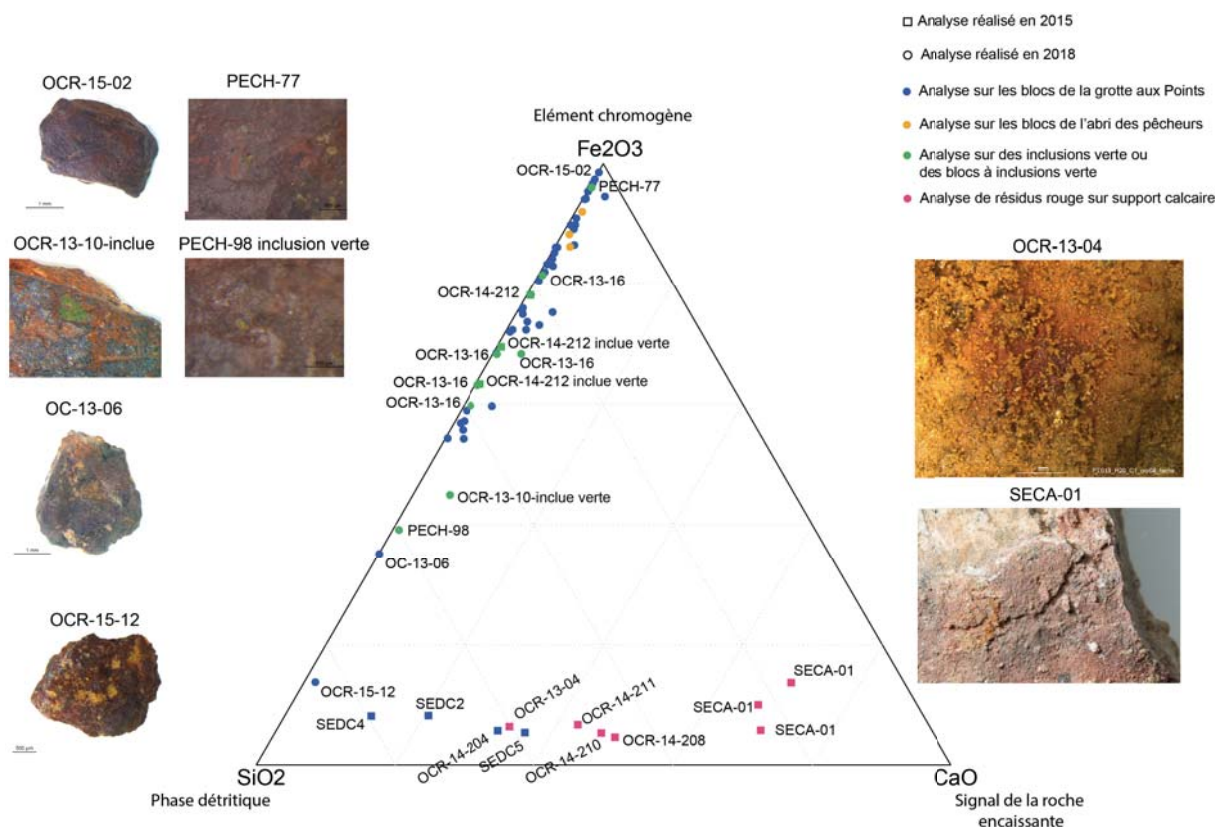 Analyse réalisé en 2015
Analyse réalisé en 2018
Analyse sur les blocs de la grotte aux Points
Analyse sur les blocs de l'abri des pêcheurs
Analyse sur des inclusions verte ou
des blocs à inclusions verte
Analyse de résidus rouge sur support calcaire
OCR-15-02
1 mm
PECH-77
OCR-13-10-inclue
PECH-98 inclusion verte
OC-13-06
1 mm
OCR-15-12
500 µm
Elément chromogène
Fe2O3
OCR-15-02
PECH-77
OCR-13-16
OCR-14-212
OCR-14-212 inclue verte
OCR-13-16
OCR-13-16
OCR-13-16
OCR-14-212 inclue verte
OCR-13-16
OCR-13-10-inclue verte
PECH-98
OC-13-06
OCR-15-12
SEDC4
SEDC2
OCR-14-204
OCR-13-04
SEDC5
OCR-14-211
OCR-14-210
OCR-14-208
SECA-01
SECA-01
SECA-01
SiO2
CaO
Phase détritique
Signal de la roche
encaissante
OCR-13-04
SECA-01